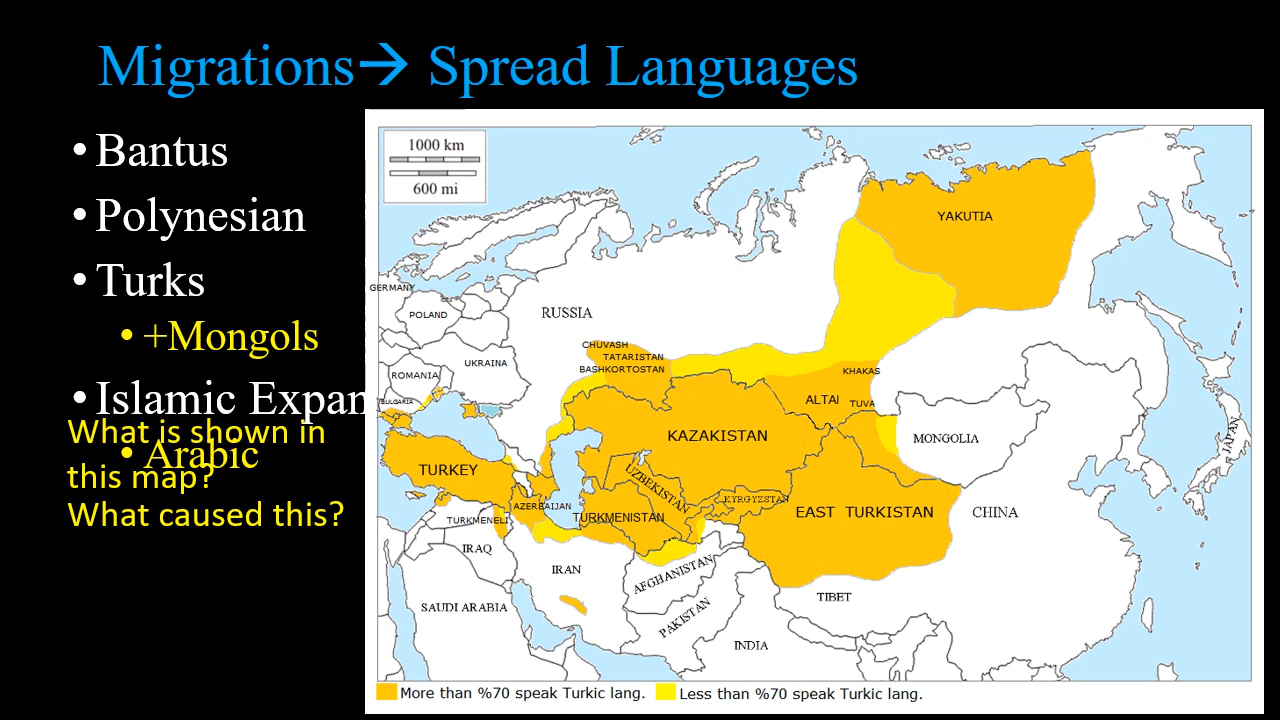 Migrations→ Spread Languages
• Bantus
• Polynesian
• Turks
• +Mongols
• Islamic Expan
• Arabic
What is shown in
this map?
What caused this?
1000 km
600 mi
YAKUTIA
GERMANY
POLAND
RUSSIA
CHUVASH
TATARISTAN
BASHKORTOSTAN
UKRAINA
ROMANIA
KHAKAS
BULGARIA
ALTAI
TUVA
KAZAKISTAN
MONGOLIA
JAPAN
TURKEY
UZBEKISTAN
KYRGYZSTAN
AZERBAIJAN
TURKMENISTAN
EAST TURKISTAN
CHINA
TURKMENELI
IRAQ
IRAN
AFGHANISTAN
TIBET
SAUDI ARABIA
PAKISTAN
INDIA
More than %70 speak Turkic lang.
Less than %70 speak Turkic lang.